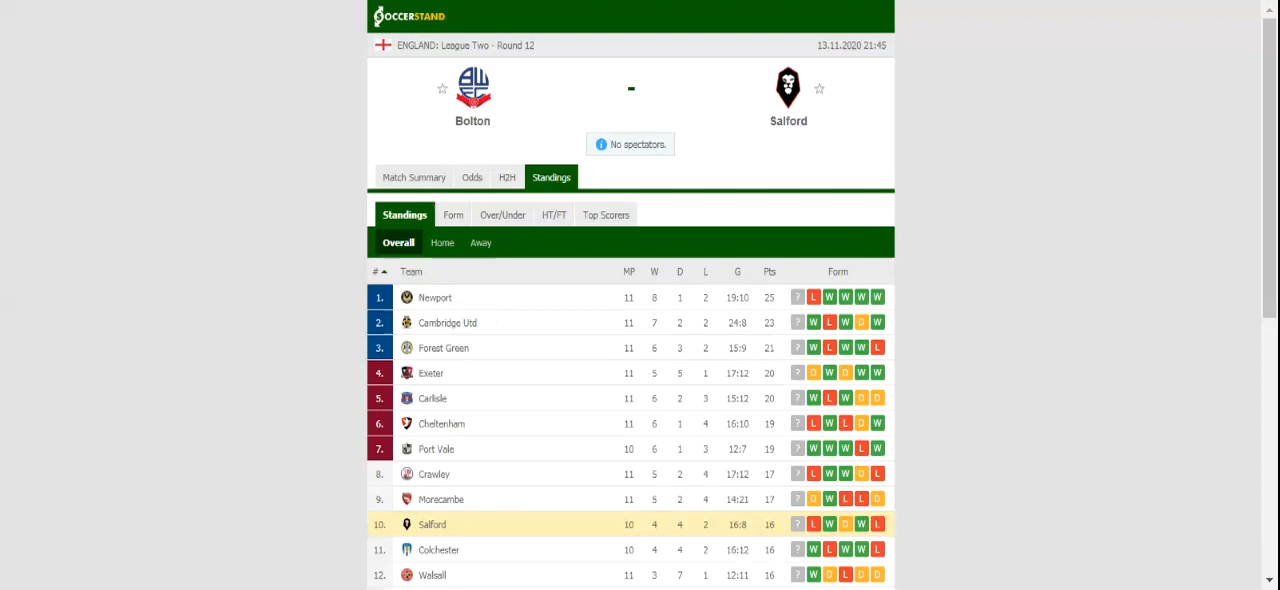 SOCCERSTAND
ENGLAND: League Two - Round 12 13.11.2020 21:45
-
Bolton Salford
i No spectators.
Match Summary Odds H2H Standings
Standings Form Over/Under HT/FT Top Scorers
Overall Home Away
# Team MP W D L G Pts Form
1. Newport 11 8 1 2 19:10 25 ? L W W W W
2. Cambridge Utd 11 7 2 2 24:8 23 ? W L W D W
3. Forest Green 11 6 3 2 15:9 21 ? W L W W L
4. Exeter 11 5 5 1 17:12 20 ? D W D W W
5. Carlisle 11 6 2 3 15:12 20 ? W L W D D
6. Cheltenham 11 6 1 4 16:10 19 ? L W L D W
7. Port Vale 10 6 1 3 12:7 19 ? W W W L W
8. Crawley 11 5 2 4 17:12 17 ? L W W D L
9. Morecambe 11 5 2 4 14:21 17 ? D W L L D
10. Salford 10 4 4 2 16:8 16 ? L W D W L
11. Colchester 10 4 4 2 16:12 16 ? W L W W L
12. Walsall 11 3 7 1 12:11 16 ? W D L D D